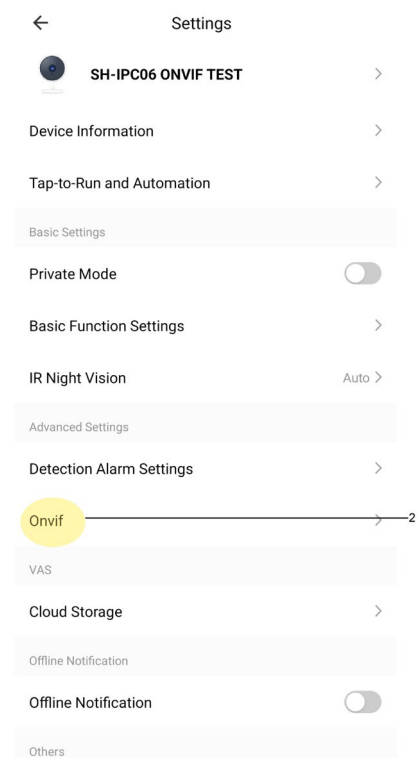 Settings
SH-IPC06 ONVIF TEST
Device Information
Tap-to-Run and Automation
Basic Settings
Private Mode
Basic Function Settings
IR Night Vision Auto
Advanced Settings
Detection Alarm Settings
Onvif 2
VAS
Cloud Storage
Offline Notification
Offline Notification
Others